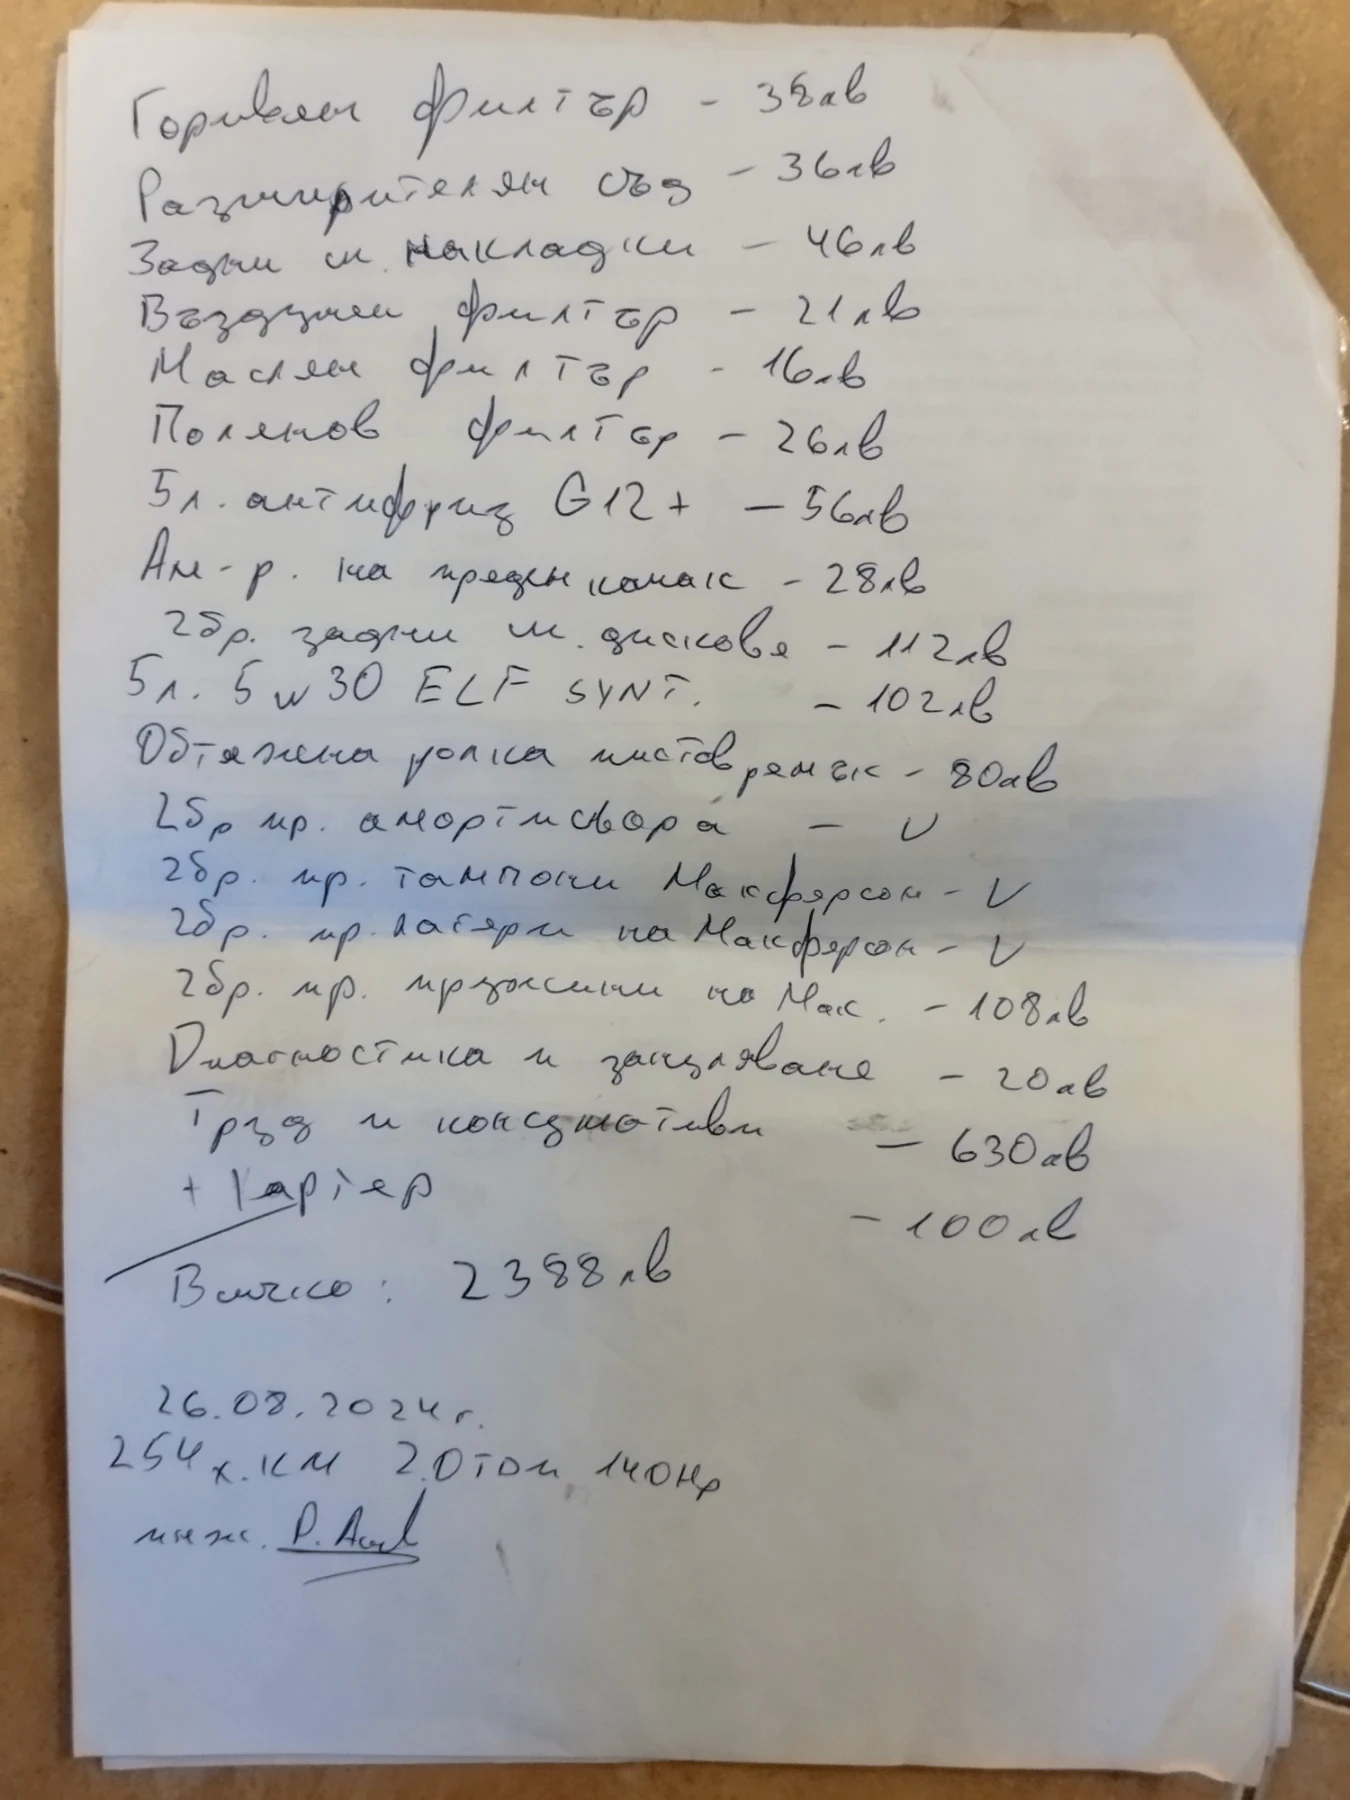 Горивен филтър - 38лв
Разширителен съд - 36лв
Задни м. накладки - 46лв
Въздушен филтър - 21лв
Маслен филтър - 16лв
Поленов филтър - 26лв
5л. антифриз G12+ - 56лв
Ам-р. на преден капак - 28лв
2бр. задни м. дискове - 112лв
5л. 5w30 ELF SYNT. - 102лв
Обтяжна ролка пистов ремък - 80лв
2бр пр. амортисьора - V
2бр. пр. тампони Макферсон - V
2бр. пр. лагери на Макферсон - V
2бр. пр. пружини на Мак. - 108лв
Диагностика и зануляване - 20лв
Труд и консумативи - 630лв
+ Картер - 100лв
Всичко: 2388лв
26.08.2024г.
254х.км 2.0TDI 140Hp
инж. Р.